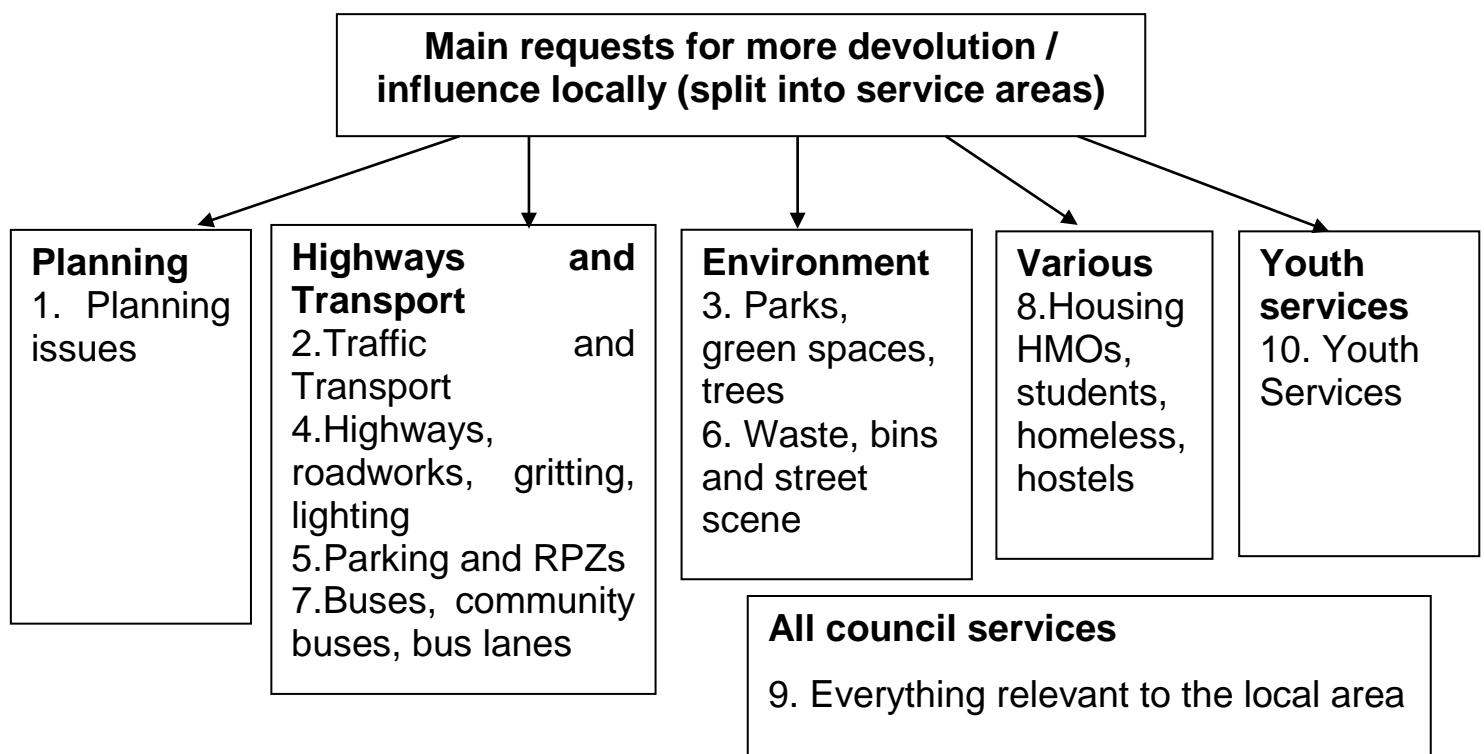 Main requests for more devolution /
influence locally (split into service areas)
Planning
1. Planning
issues
Highways and
Transport
2.Traffic and
Transport
4.Highways,
roadworks, gritting,
lighting
5.Parking and RPZs
7.Buses, community
buses, bus lanes
Environment
3. Parks,
green spaces,
trees
6. Waste, bins
and street
scene
Various
8.Housing
HMOs,
students,
homeless,
hostels
Youth
services
10. Youth
Services
All council services
9. Everything relevant to the local area